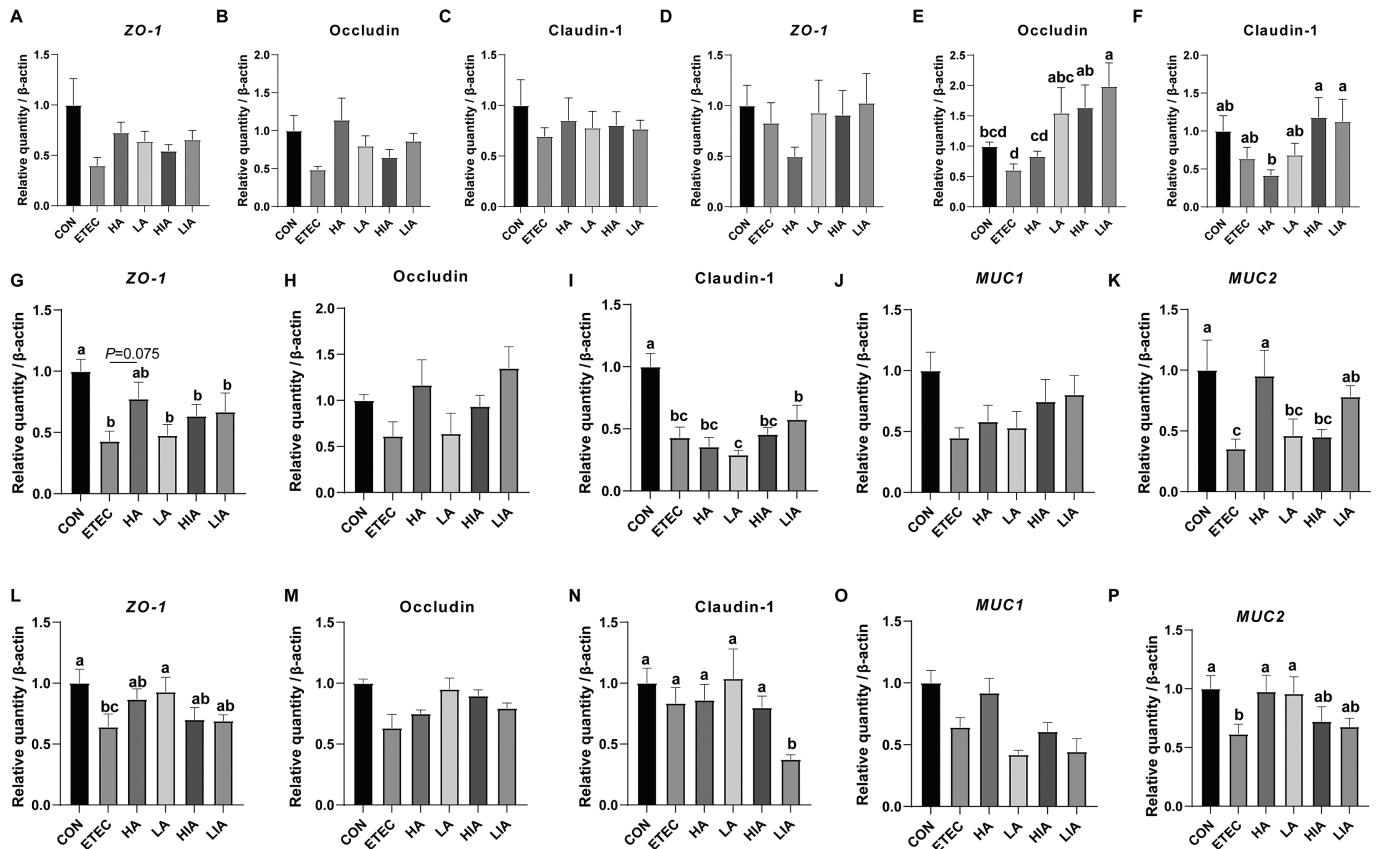 A
ZO-1
Relative quantity / β-actin
1.5
1.0
0.5
0.0
CON
ETEC
HA
LA
HIA
LIA
B
Occludin
Relative quantity / β-actin
2.0
1.5
1.0
0.5
0.0
CON
ETEC
HA
LA
HIA
LIA
C
Claudin-1
Relative quantity / β-actin
1.5
1.0
0.5
0.0
CON
ETEC
HA
LA
HIA
LIA
D
ZO-1
Relative quantity / β-actin
1.5
1.0
0.5
0.0
CON
ETEC
HA
LA
HIA
LIA
E
Occludin
Relative quantity / β-actin
2.5
2.0
1.5
1.0
0.5
0.0
bcd
d
cd
abc
ab
a
CON
ETEC
HA
LA
HIA
LIA
F
Claudin-1
Relative quantity / β-actin
2.0
1.5
1.0
0.5
0.0
ab
ab
b
ab
a
a
CON
ETEC
HA
LA
HIA
LIA
G
ZO-1
Relative quantity / β-actin
1.5
1.0
0.5
0.0
a
P=0.075
b
ab
b
b
b
CON
ETEC
HA
LA
HIA
LIA
H
Occludin
Relative quantity / β-actin
2.0
1.5
1.0
0.5
0.0
CON
ETEC
HA
LA
HIA
LIA
I
Claudin-1
Relative quantity / β-actin
1.5
1.0
0.5
0.0
a
bc
bc
c
bc
b
CON
ETEC
HA
LA
HIA
LIA
J
MUC1
Relative quantity / β-actin
1.5
1.0
0.5
0.0
CON
ETEC
HA
LA
HIA
LIA
K
MUC2
Relative quantity / β-actin
1.5
1.0
0.5
0.0
a
c
a
bc
bc
ab
CON
ETEC
HA
LA
HIA
LIA
L
ZO-1
Relative quantity / β-actin
1.5
1.0
0.5
0.0
a
bc
ab
a
ab
ab
CON
ETEC
HA
LA
HIA
LIA
M
Occludin
Relative quantity / β-actin
1.5
1.0
0.5
0.0
CON
ETEC
HA
LA
HIA
LIA
N
Claudin-1
Relative quantity / β-actin
1.5
1.0
0.5
0.0
a
a
a
a
a
b
CON
ETEC
HA
LA
HIA
LIA
O
MUC1
Relative quantity / β-actin
1.5
1.0
0.5
0.0
CON
ETEC
HA
LA
HIA
LIA
P
MUC2
Relative quantity / β-actin
1.5
1.0
0.5
0.0
a
b
a
a
ab
ab
CON
ETEC
HA
LA
HIA
LIA